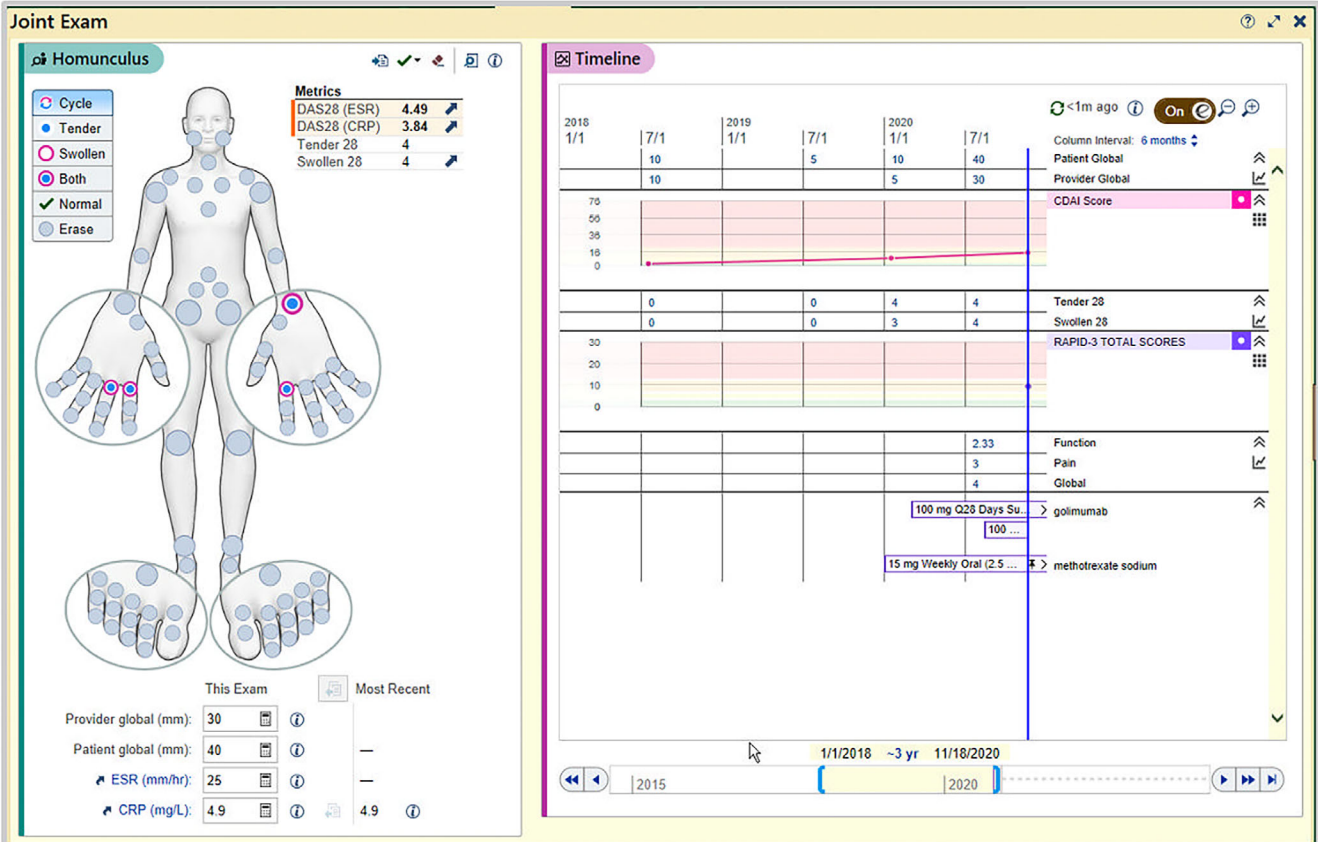 Joint Exam
Homunculus
Cycle
Tender
Swollen
Both
Normal
Erase
Metrics
DAS28 (ESR) 4.49
DAS28 (CRP) 3.84
Tender 28 4
Swollen 28 4
This Exam Most Recent
Provider global (mm): 30
Patient global (mm): 40 —
ESR (mm/hr): 25 —
CRP (mg/L): 4.9 4.9
Timeline
<1m ago On
2018 2019 2020
1/1 7/1 1/1 7/1 1/1 7/1
Column Interval: 6 months
10 5 10 40 Patient Global
10 5 30 Provider Global
CDAI Score
76
56
36
16
0
0 0 4 4 Tender 28
0 0 3 4 Swollen 28
RAPID-3 TOTAL SCORES
30
20
10
0
2.33 Function
3 Pain
4 Global
100 mg Q28 Days Su... golimumab
100 ...
15 mg Weekly Oral (2.5 ... methotrexate sodium
1/1/2018 ~3 yr 11/18/2020
2015 2020